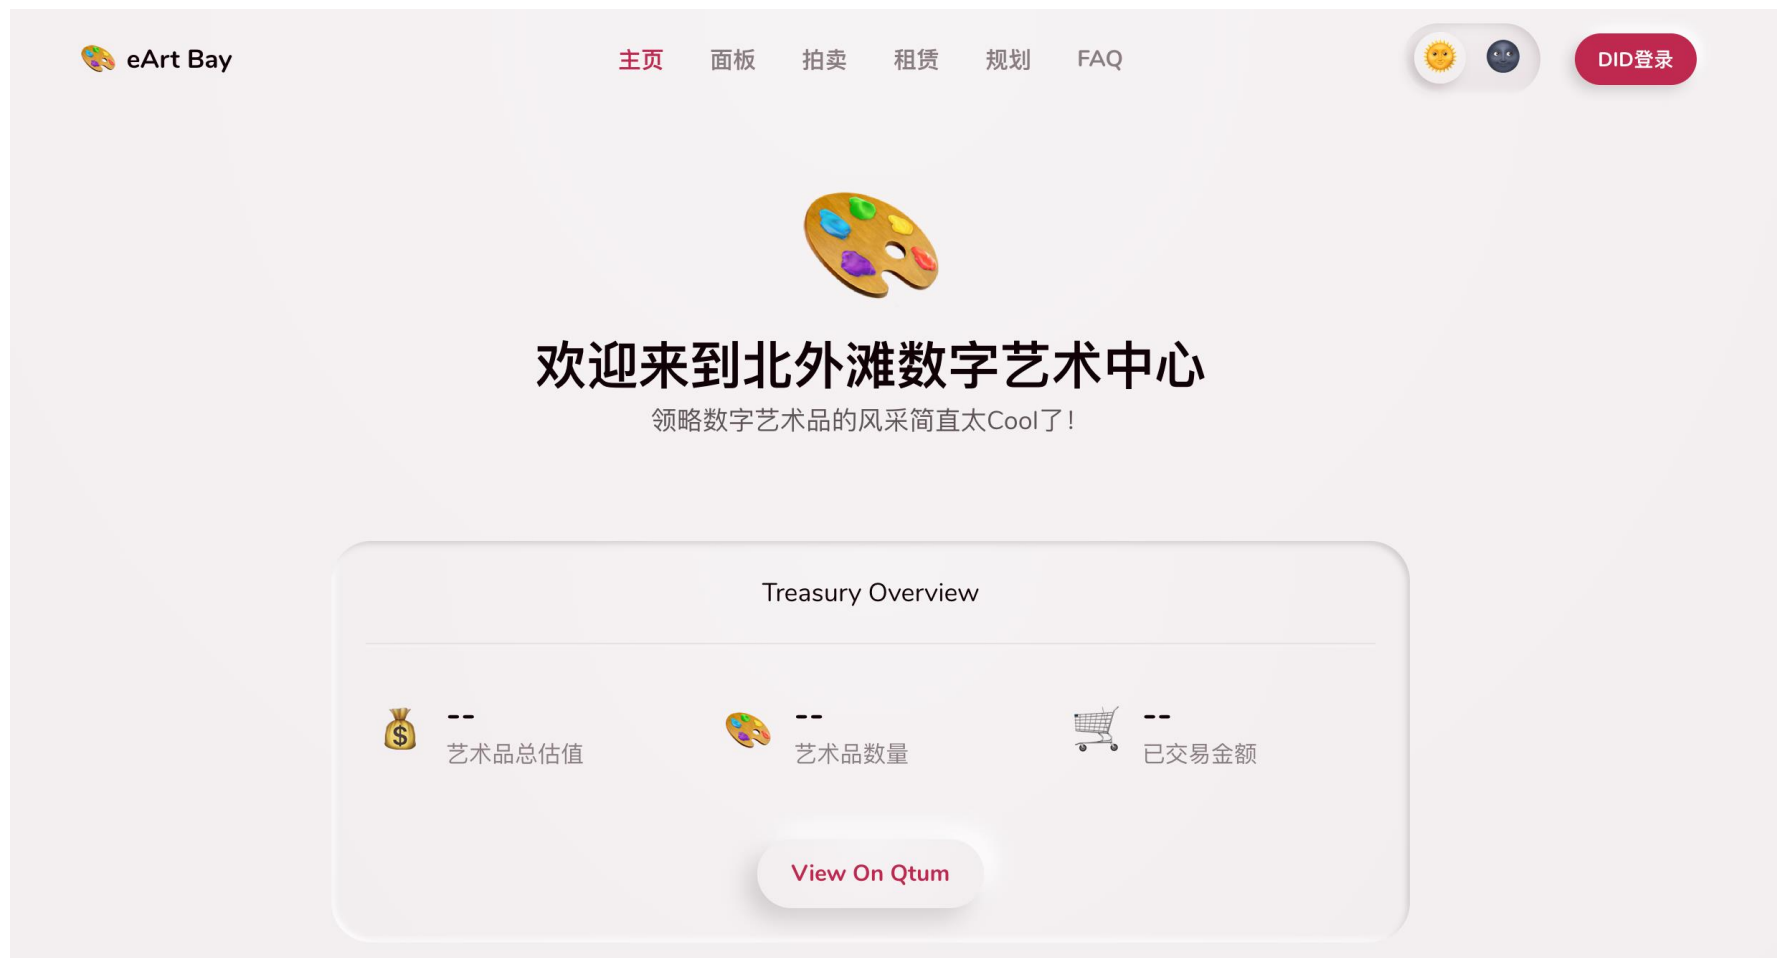 eArt Bay
主页 面板 拍卖 租赁 规划 FAQ
DID登录
欢迎来到北外滩数字艺术中心
领略数字艺术品的风采简直太Cool了！
Treasury Overview
-- -- --
艺术品总估值 艺术品数量 已交易金额
View On Qtum